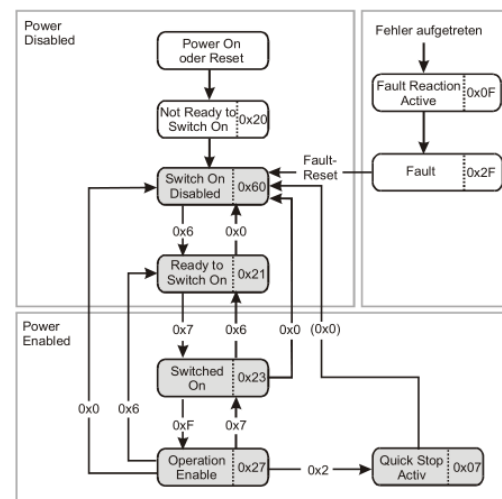 Power
Disabled
Power On
oder Reset
Fehler aufgetreten
Fault Reaction
Active
0x0F
Not Ready to
Switch On
0x20
Fault-
Reset
Fault
0x2F
Switch On
Disabled
0x60
0x6
0x0
Ready to
Switch On
0x21
Power
Enabled
0x7
0x6
0x0
(0x0)
Switched
On
0x23
0x0
0x6
0xF
0x7
Operation
Enable
0x27
0x2
Quick Stop
Activ
0x07